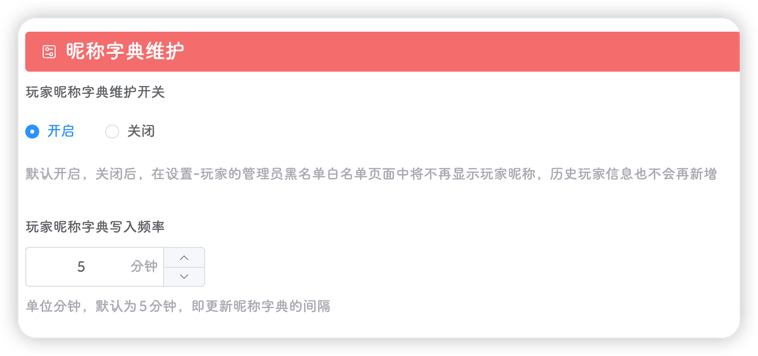 昵称字典维护
玩家昵称字典维护开关
开启 关闭
默认开启，关闭后，在设置-玩家的管理员黑名单白名单页面中将不再显示玩家昵称，历史玩家信息也不会再新增
玩家昵称字典写入频率
5 分钟
单位分钟，默认为5分钟，即更新昵称字典的间隔